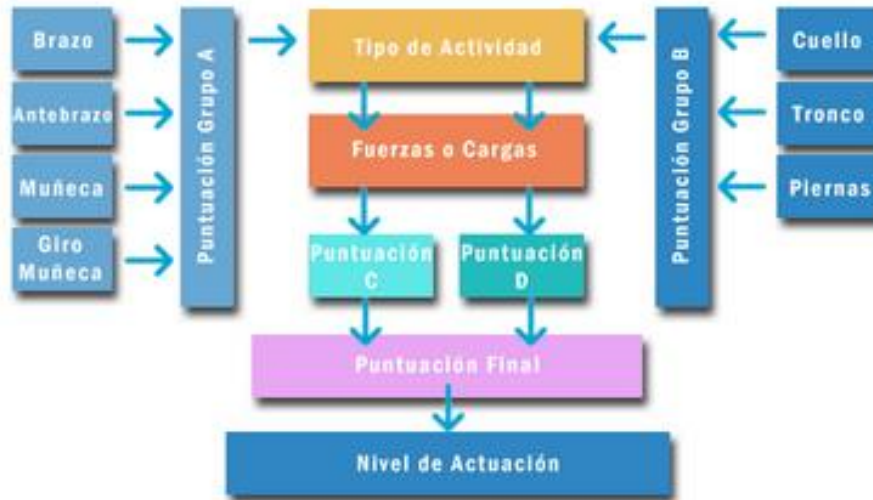 Brazo
Antebrazo
Muñeca
Giro
Muñeca
Puntuación Grupo A
Tipo de Actividad
Fuerzas o Cargas
Puntuación
C
Puntuación
D
Puntuación Final
Nivel de Actuación
Puntuación Grupo B
Cuello
Tronco
Piernas